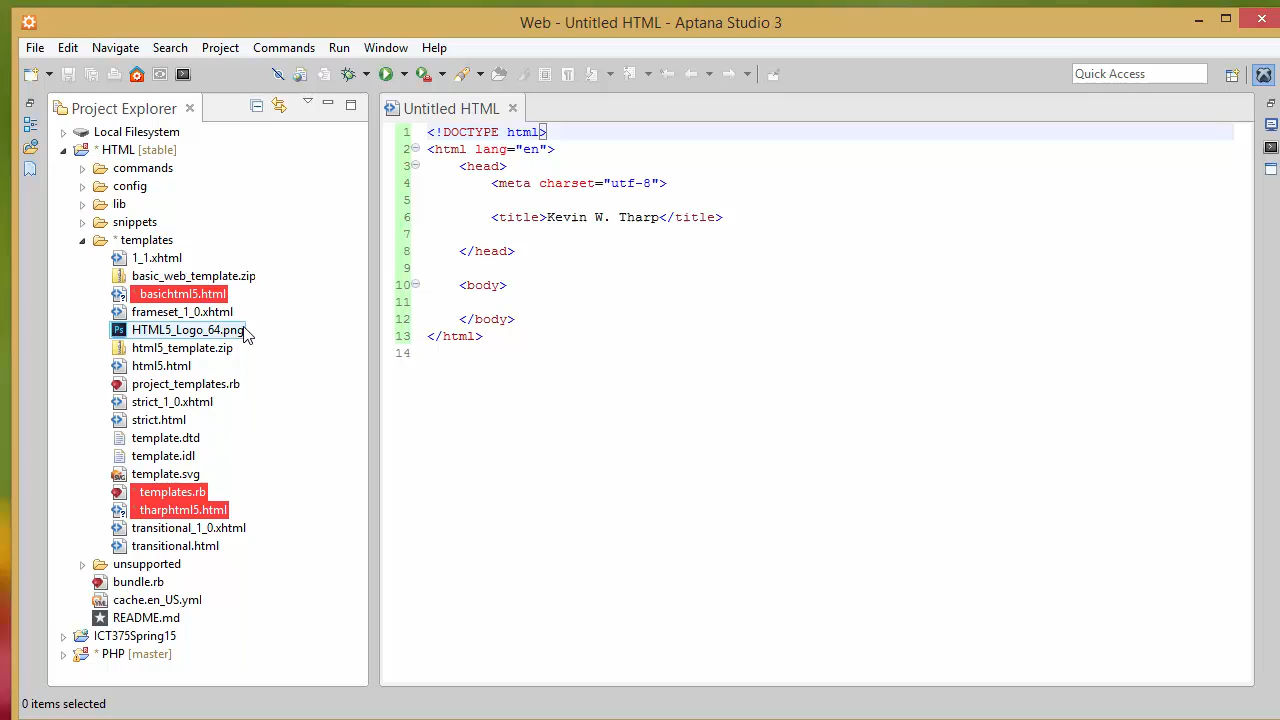 Web - Untitled HTML - Aptana Studio 3
File Edit Navigate Search Project Commands Run Window Help
Quick Access
Project Explorer
Local Filesystem
HTML [stable]
commands
config
lib
snippets
* templates
1_1.xhtml
basic_web_template.zip
basichtml5.html
frameset_1_0.xhtml
HTML5_Logo_64.png
html5_template.zip
html5.html
project_templates.rb
strict_1_0.xhtml
strict.html
template.dtd
template.idl
template.svg
templates.rb
tharphtml5.html
transitional_1_0.xhtml
transitional.html
unsupported
bundle.rb
cache.en_US.yml
README.md
ICT375Spring15
* PHP [master]
Untitled HTML
1 <!DOCTYPE html>
2 <html lang="en">
3 <head>
4 <meta charset="utf-8">
5
6 <title>Kevin W. Tharp</title>
7
8 </head>
9
10 <body>
11
12 </body>
13 </html>
14
0 items selected